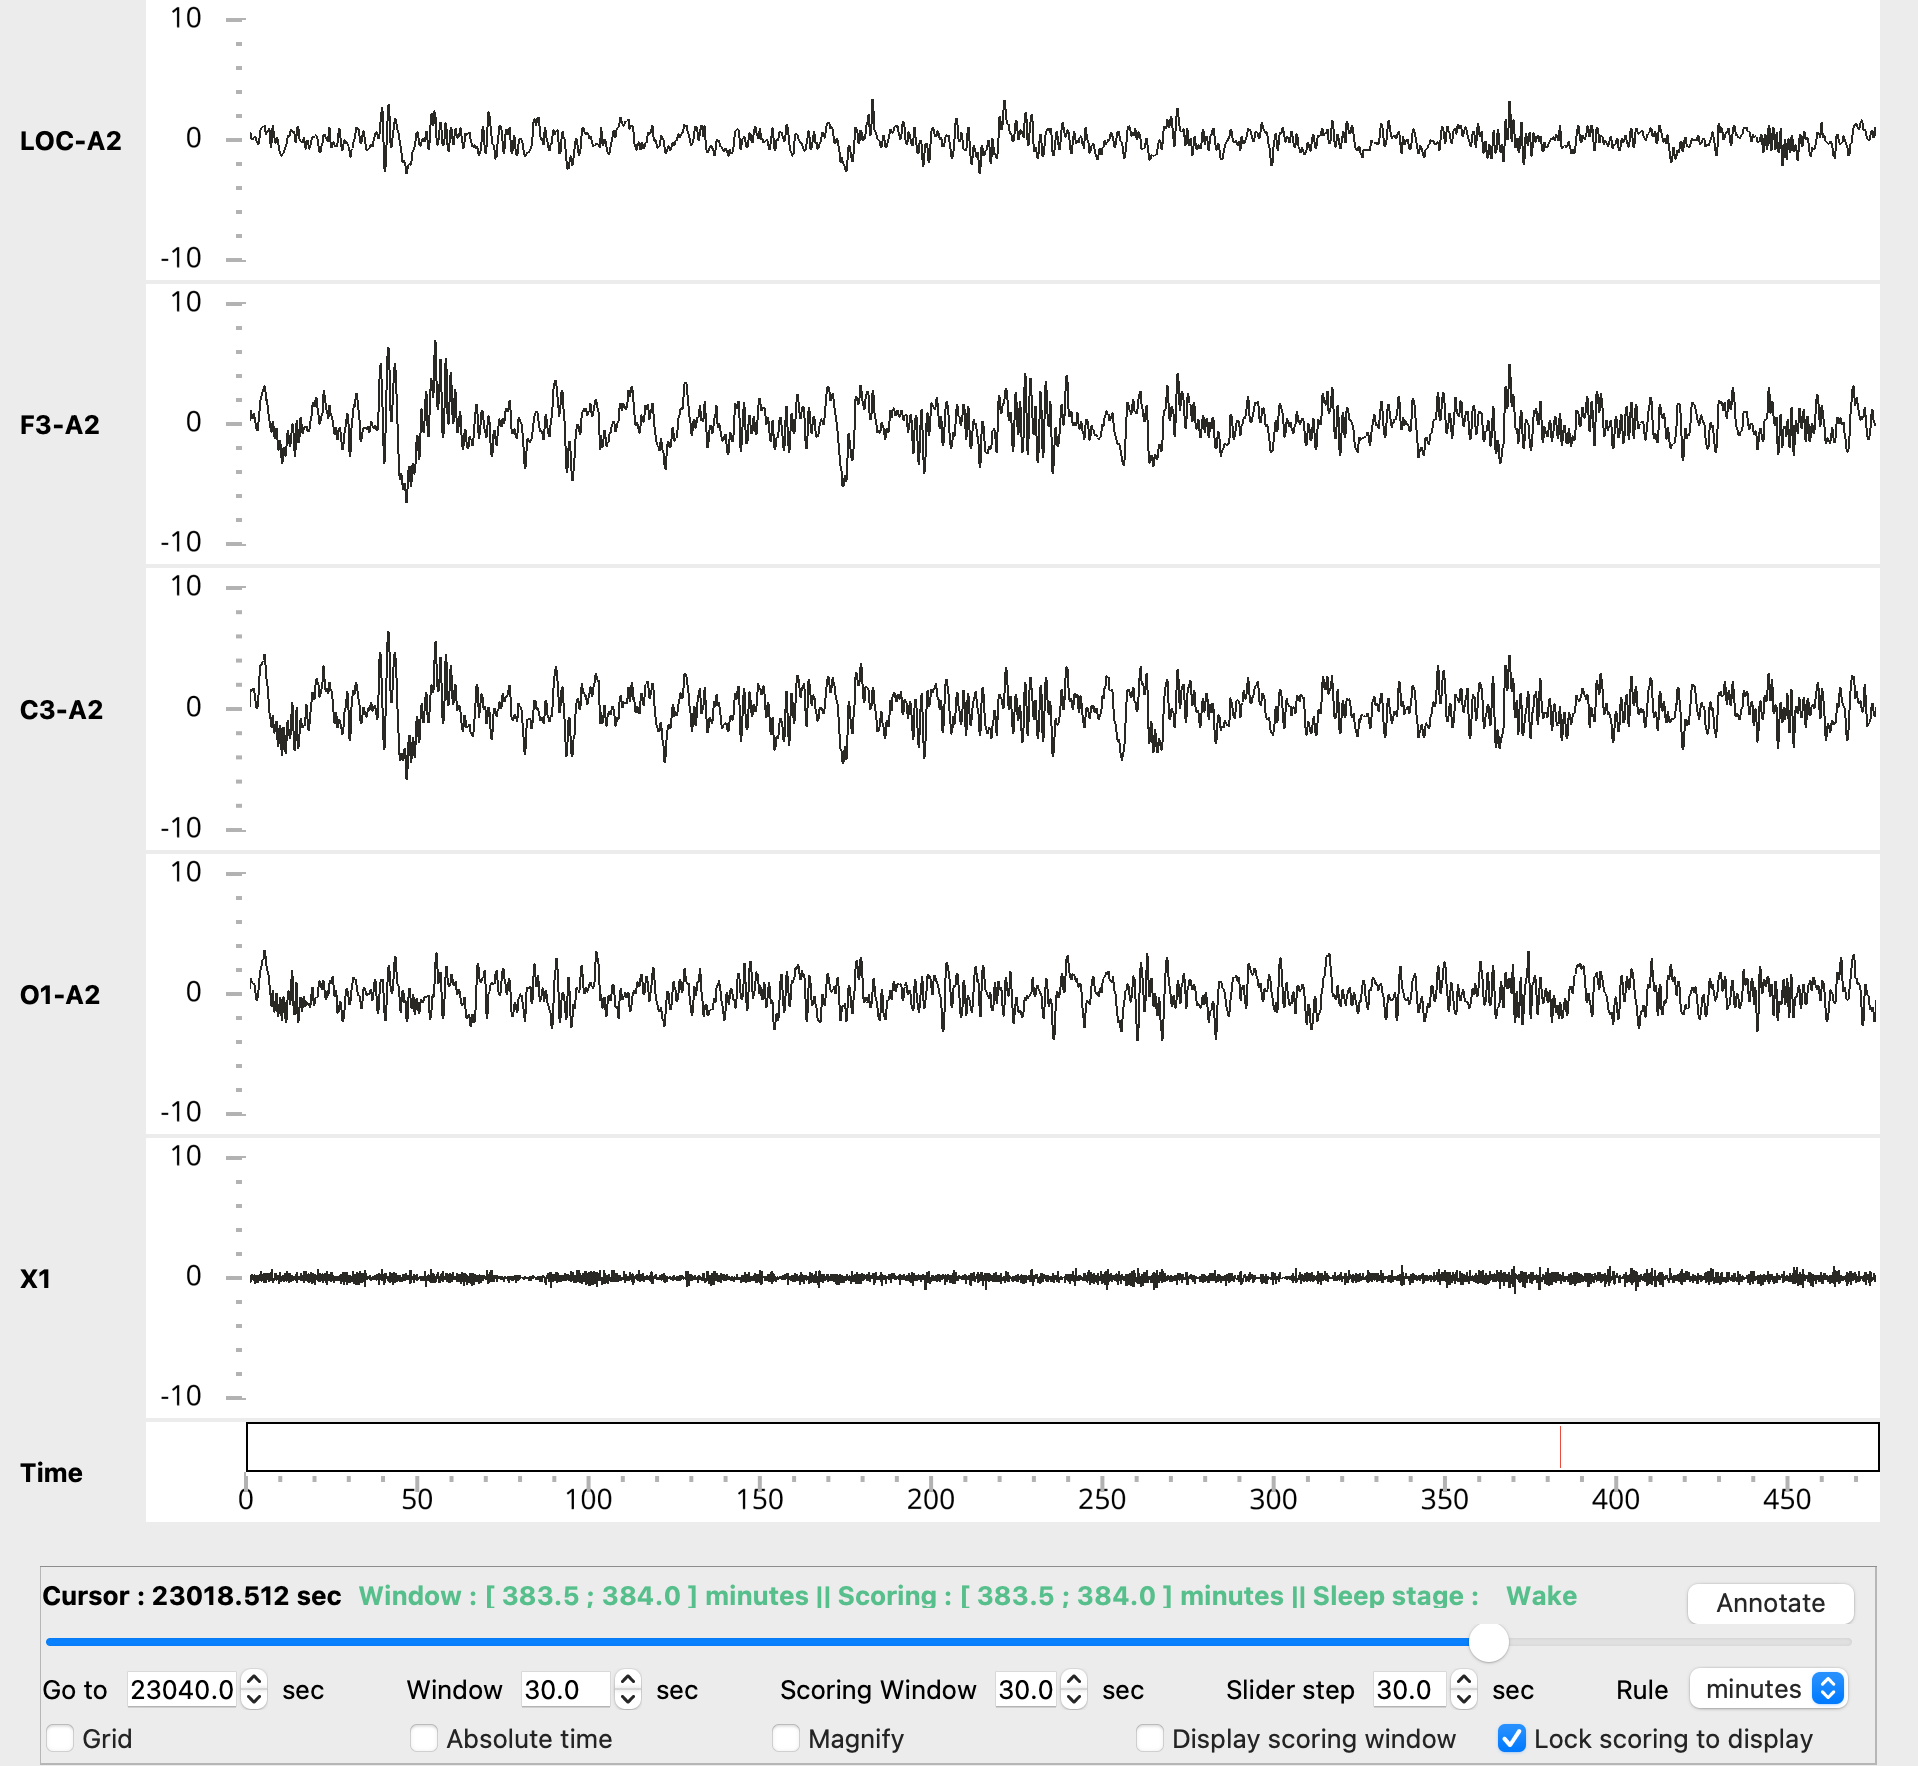 10
LOC-A2 0
-10
10
F3-A2 0
-10
10
C3-A2 0
-10
10
O1-A2 0
-10
10
X1 0
-10
Time
0 50 100 150 200 250 300 350 400 450
Cursor : 23018.512 sec Window : [ 383.5 ; 384.0 ] minutes || Scoring : [ 383.5 ; 384.0 ] minutes || Sleep stage : Wake Annotate
Go to 23040.0 sec Window 30.0 sec Scoring Window 30.0 sec Slider step 30.0 sec Rule minutes
Grid Absolute time Magnify Display scoring window Lock scoring to display